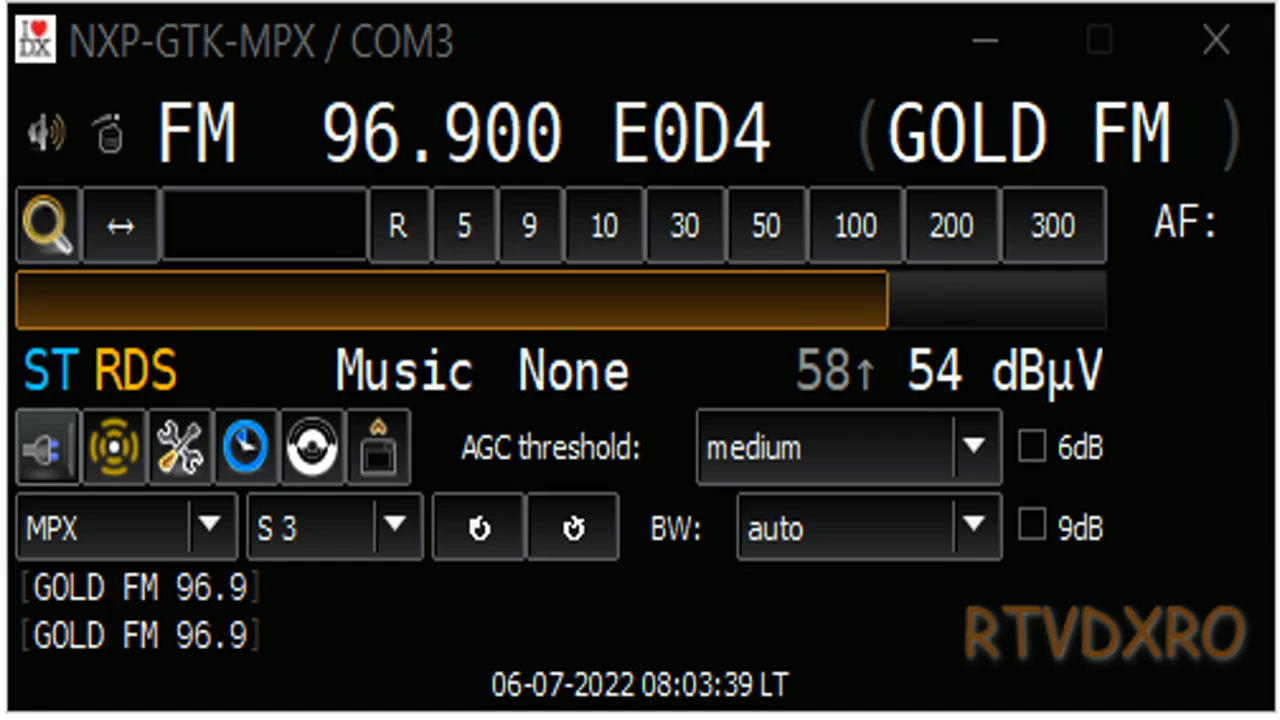 I ♥ DX NXP-GTK-MPX / COM3
FM 96.900 E0D4 (GOLD FM )
↔ R 5 9 10 30 50 100 200 300 AF:
ST RDS Music None 58↑ 54 dBµV
AGC threshold: medium 6dB
MPX S 3 BW: auto 9dB
[GOLD FM 96.9]
[GOLD FM 96.9]
RTVDXRO
06-07-2022 08:03:39 LT